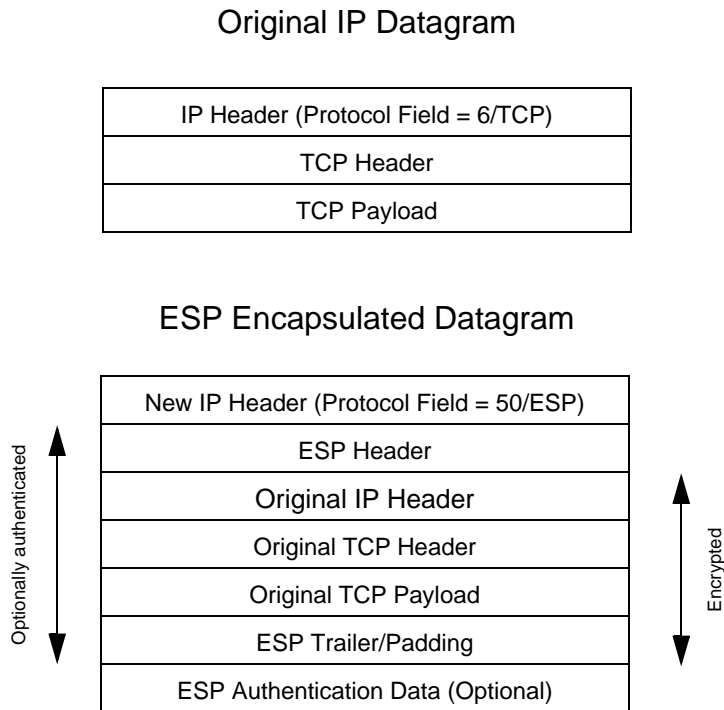 Original IP Datagram
IP Header (Protocol Field = 6/TCP)
TCP Header
TCP Payload
ESP Encapsulated Datagram
New IP Header (Protocol Field = 50/ESP)
ESP Header
Original IP Header
Original TCP Header
Original TCP Payload
ESP Trailer/Padding
ESP Authentication Data (Optional)
Optionally authenticated
Encrypted